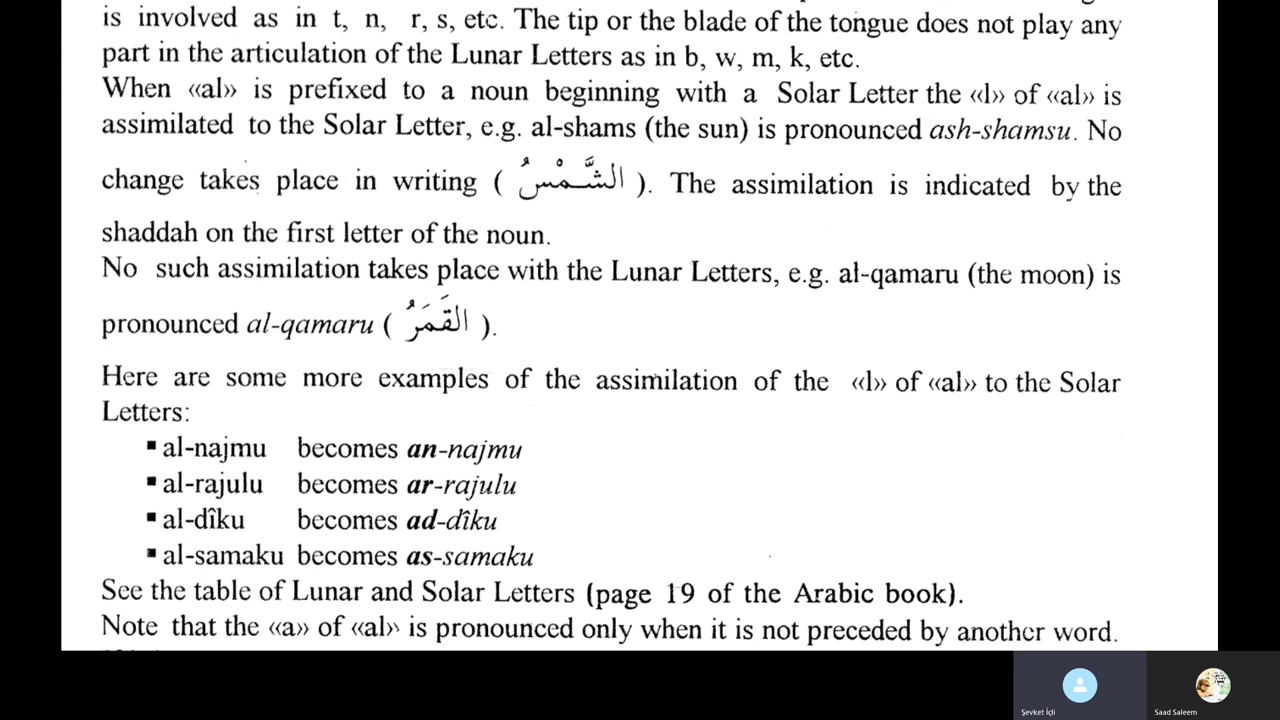 is involved as in t, n, r, s, etc. The tip or the blade of the tongue does not play any
part in the articulation of the Lunar Letters as in b, w, m, k, etc.
When «al» is prefixed to a noun beginning with a Solar Letter the «l» of «al» is
assimilated to the Solar Letter, e.g. al-shams (the sun) is pronounced ash-shamsu. No
change takes place in writing ( الشَّمْسُ ). The assimilation is indicated by the
shaddah on the first letter of the noun.
No such assimilation takes place with the Lunar Letters, e.g. al-qamaru (the moon) is
pronounced al-qamaru ( القَمَرُ ).
Here are some more examples of the assimilation of the «l» of «al» to the Solar
Letters:
▪ al-najmu becomes an-najmu
▪ al-rajulu becomes ar-rajulu
▪ al-dîku becomes ad-dîku
▪ al-samaku becomes as-samaku
See the table of Lunar and Solar Letters (page 19 of the Arabic book).
Note that the «a» of «al» is pronounced only when it is not preceded by another word.
Şevket İçli
Saad Saleem